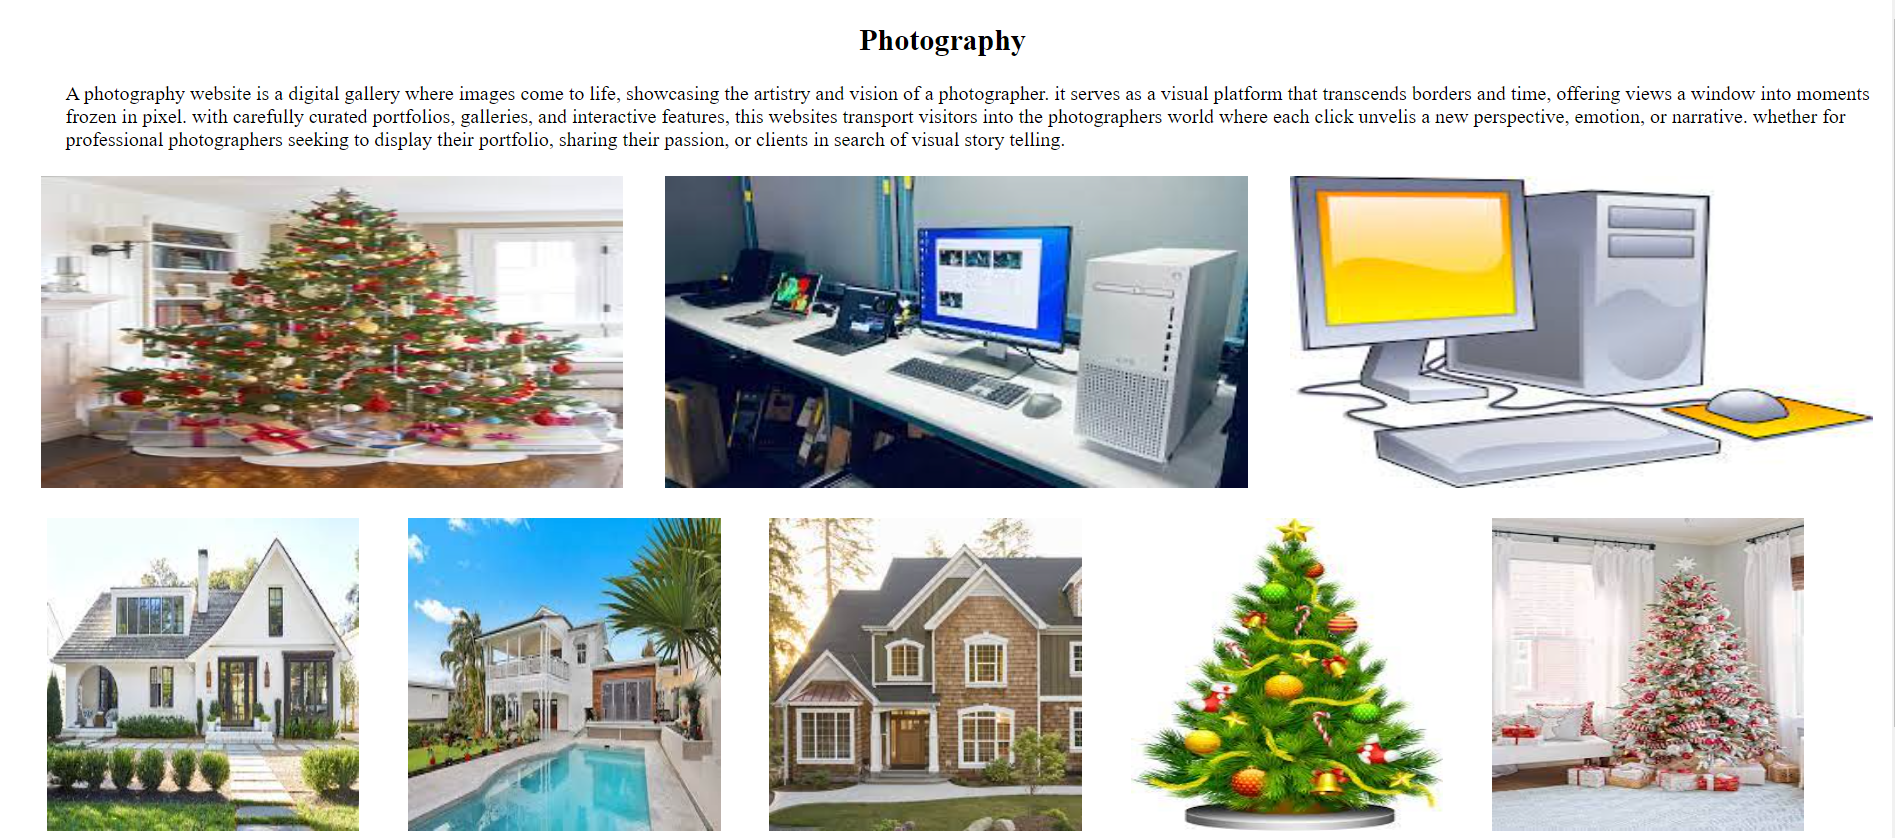 Photography
A photography website is a digital gallery where images come to life, showcasing the artistry and vision of a photographer. it serves as a visual platform that transcends borders and time, offering views a window into moments
frozen in pixel. with carefully curated portfolios, galleries, and interactive features, this websites transport visitors into the photographers world where each click unvelis a new perspective, emotion, or narrative. whether for
professional photographers seeking to display their portfolio, sharing their passion, or clients in search of visual story telling.